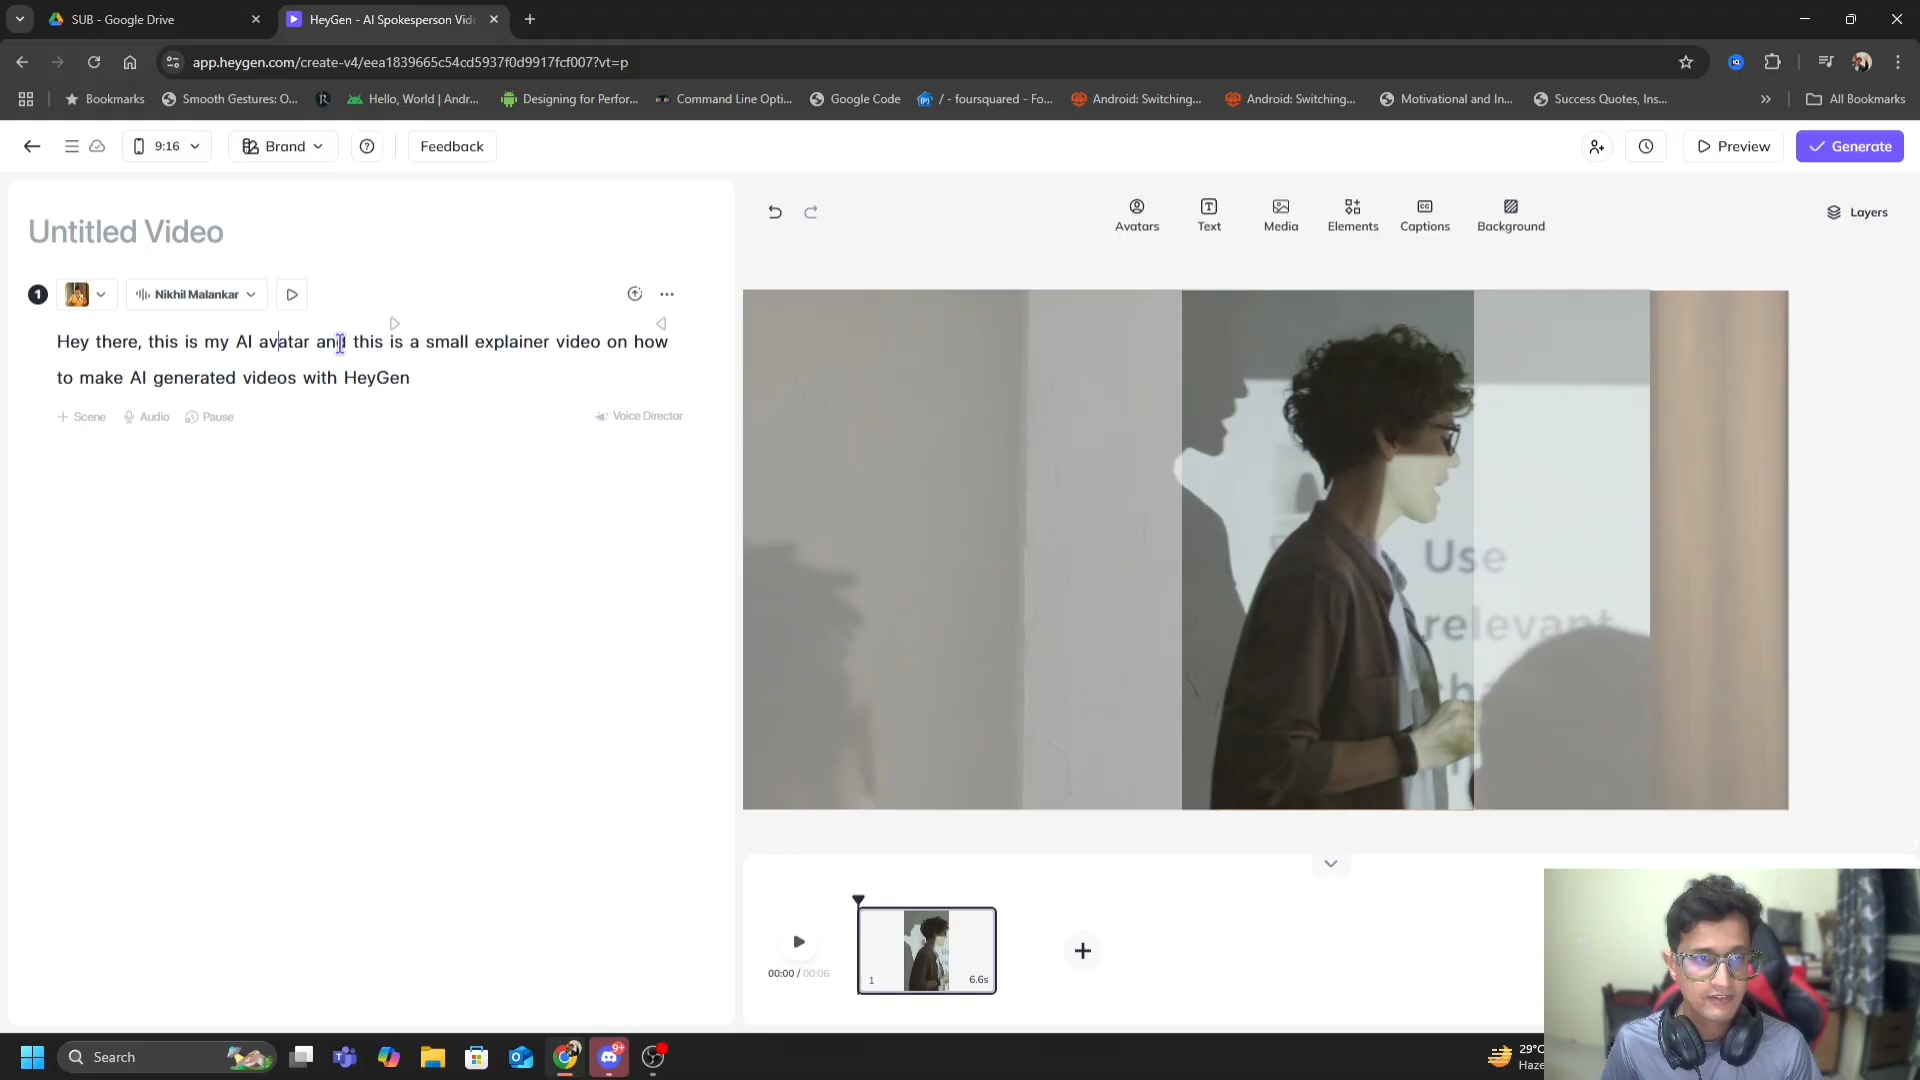 SUB - Google Drive
HeyGen - AI Spokesperson Vid
app.heygen.com/create-v4/eea1839665c54cd5937f0d9917fcf007?vt=p
Bookmarks
Smooth Gestures: O...
Hello, World | Andr...
Designing for Perfor...
Command Line Opti...
Google Code
/ - foursquared - Fo...
Android: Switching...
Android: Switching...
Motivational and In...
Success Quotes, Ins...
All Bookmarks
9:16
Brand
Feedback
Preview
Generate
Untitled Video
1
Nikhil Malankar
Hey there, this is my AI avatar and this is a small explainer video on how
to make AI generated videos with HeyGen
Scene
Audio
Pause
Voice Director
Avatars
Text
Media
Elements
Captions
Background
Layers
Use
relevant
00:00 / 00:06
1
6.6s
Search
9+
29°C
Haze